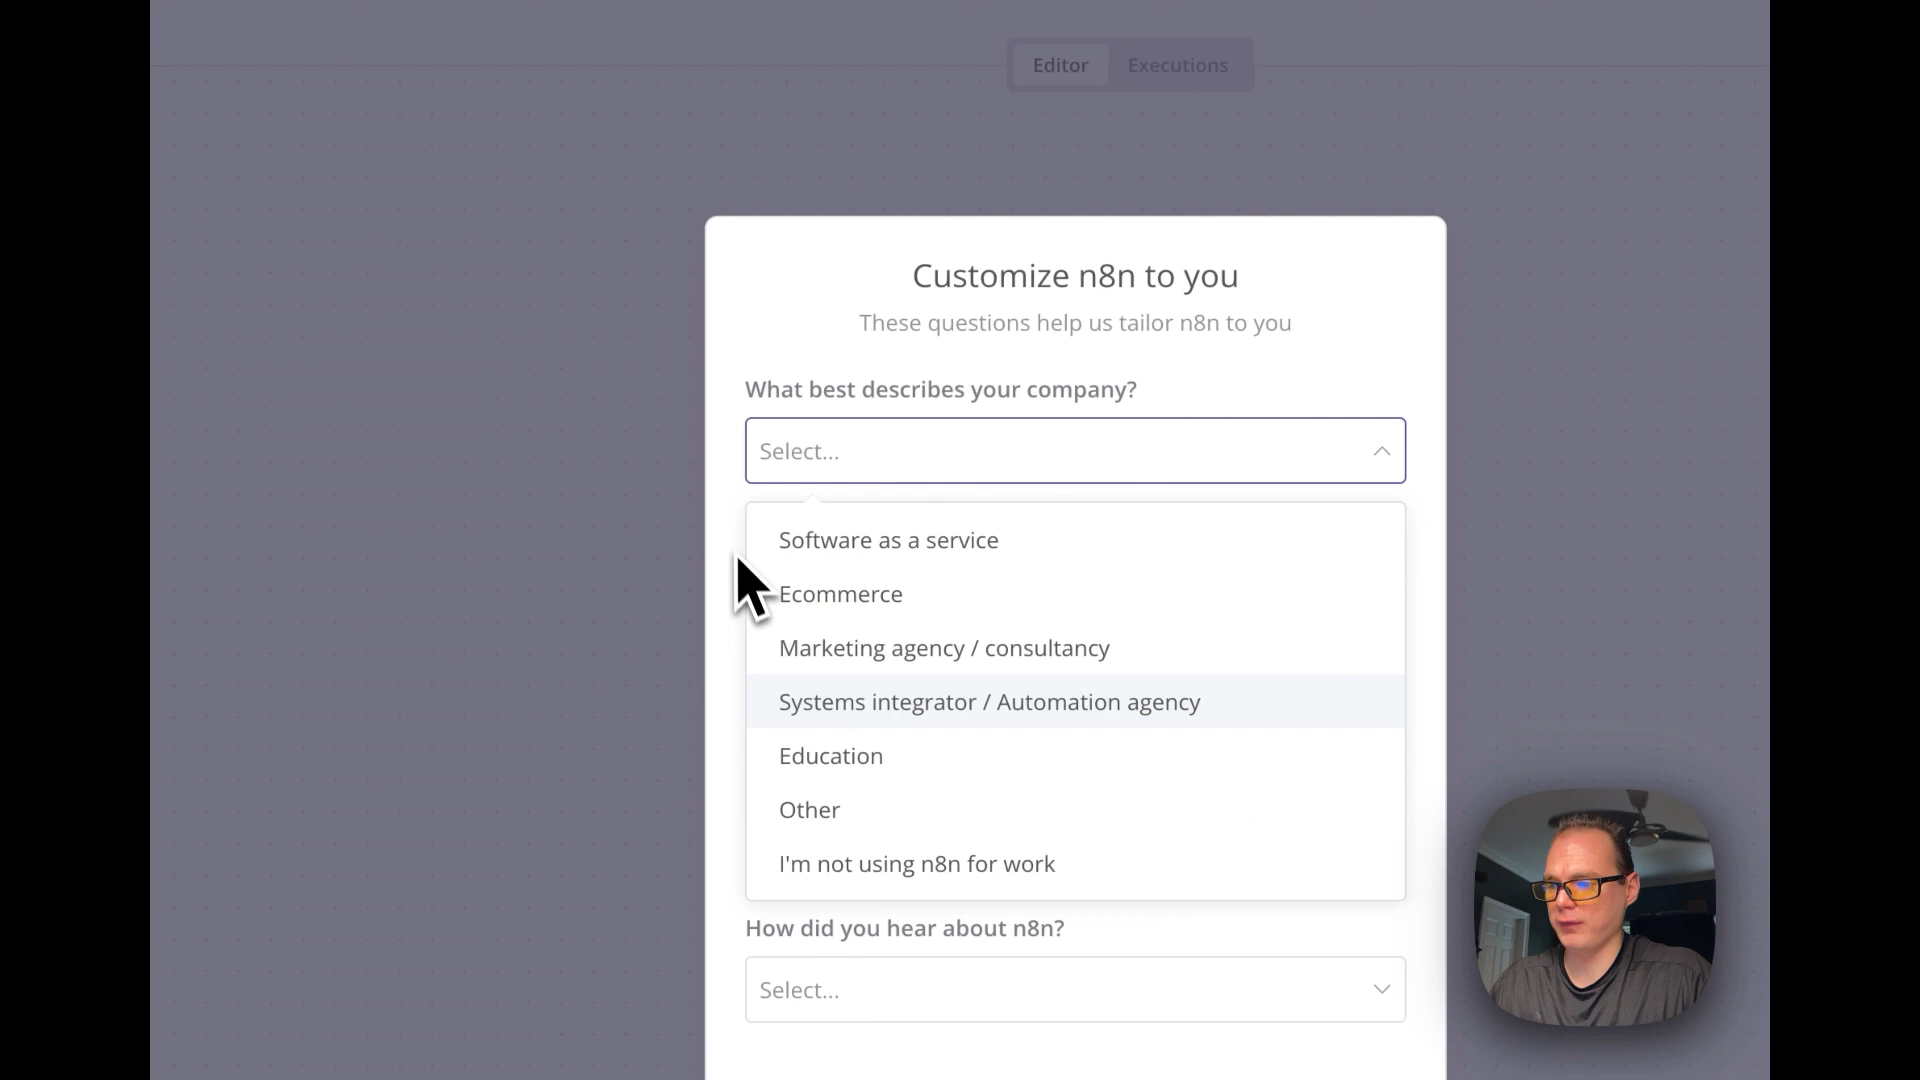 Editor
Executions
Customize n8n to you
These questions help us tailor n8n to you
What best describes your company?
Select...
Software as a service
Ecommerce
Marketing agency / consultancy
Systems integrator / Automation agency
Education
Other
I'm not using n8n for work
How did you hear about n8n?
Select...